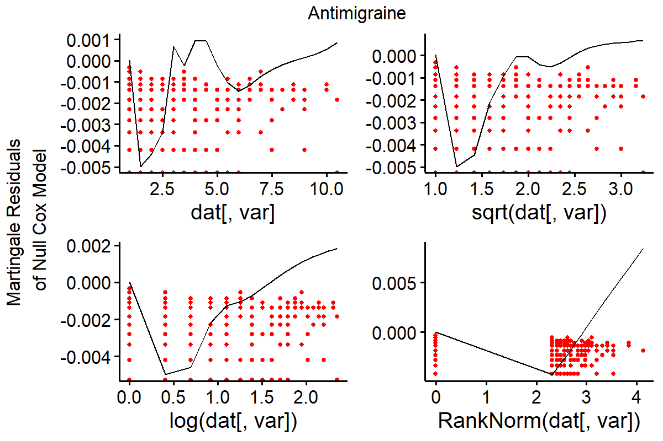 Antimigraine
Martingale Residuals
of Null Cox Model
0.001
0.000
-0.001
-0.002
-0.003
-0.004
-0.005
2.5 5.0 7.5 10.0
dat[, var]
0.000
-0.001
-0.002
-0.003
-0.004
-0.005
1.0 1.5 2.0 2.5 3.0
sqrt(dat[, var])
0.002
0.000
-0.002
-0.004
0.0 0.5 1.0 1.5 2.0
log(dat[, var])
0.005
0.000
0 1 2 3 4
RankNorm(dat[, var])